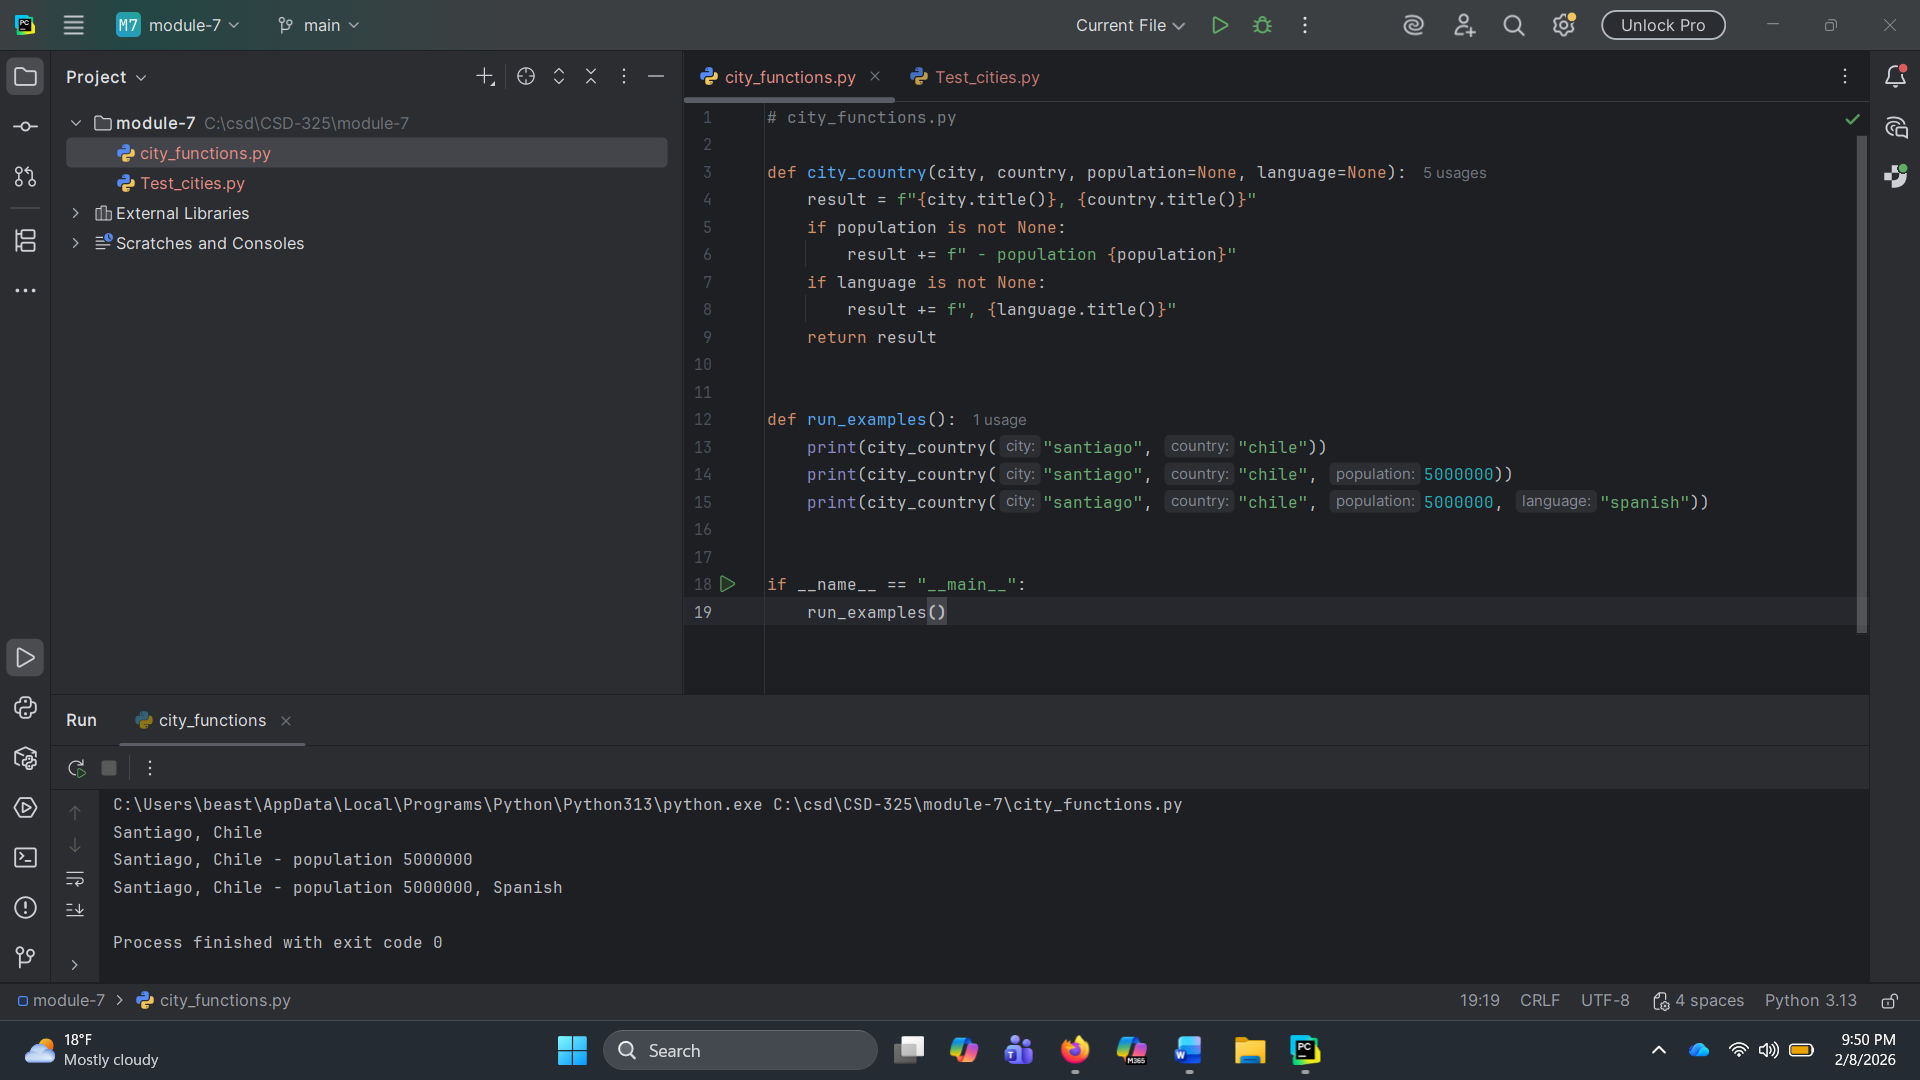 M7 module-7 main Current File Unlock Pro
Project
city_functions.py Test_cities.py
module-7 C:\csd\CSD-325\module-7
city_functions.py
Test_cities.py
External Libraries
Scratches and Consoles
1 # city_functions.py
2
3 def city_country(city, country, population=None, language=None): 5 usages
4 result = f"{city.title()}, {country.title()}"
5 if population is not None:
6 result += f" - population {population}"
7 if language is not None:
8 result += f", {language.title()}"
9 return result
10
11
12 def run_examples(): 1 usage
13 print(city_country( city: "santiago", country: "chile"))
14 print(city_country( city: "santiago", country: "chile", population: 5000000))
15 print(city_country( city: "santiago", country: "chile", population: 5000000, language: "spanish"))
16
17
18 if __name__ == "__main__":
19 run_examples()
Run city_functions
C:\Users\beast\AppData\Local\Programs\Python\Python313\python.exe C:\csd\CSD-325\module-7\city_functions.py
Santiago, Chile
Santiago, Chile - population 5000000
Santiago, Chile - population 5000000, Spanish
Process finished with exit code 0
module-7 > city_functions.py 19:19 CRLF UTF-8 4 spaces Python 3.13
18°F
Mostly cloudy
Search
PC
M365
T
W
PC
9:50 PM
2/8/2026